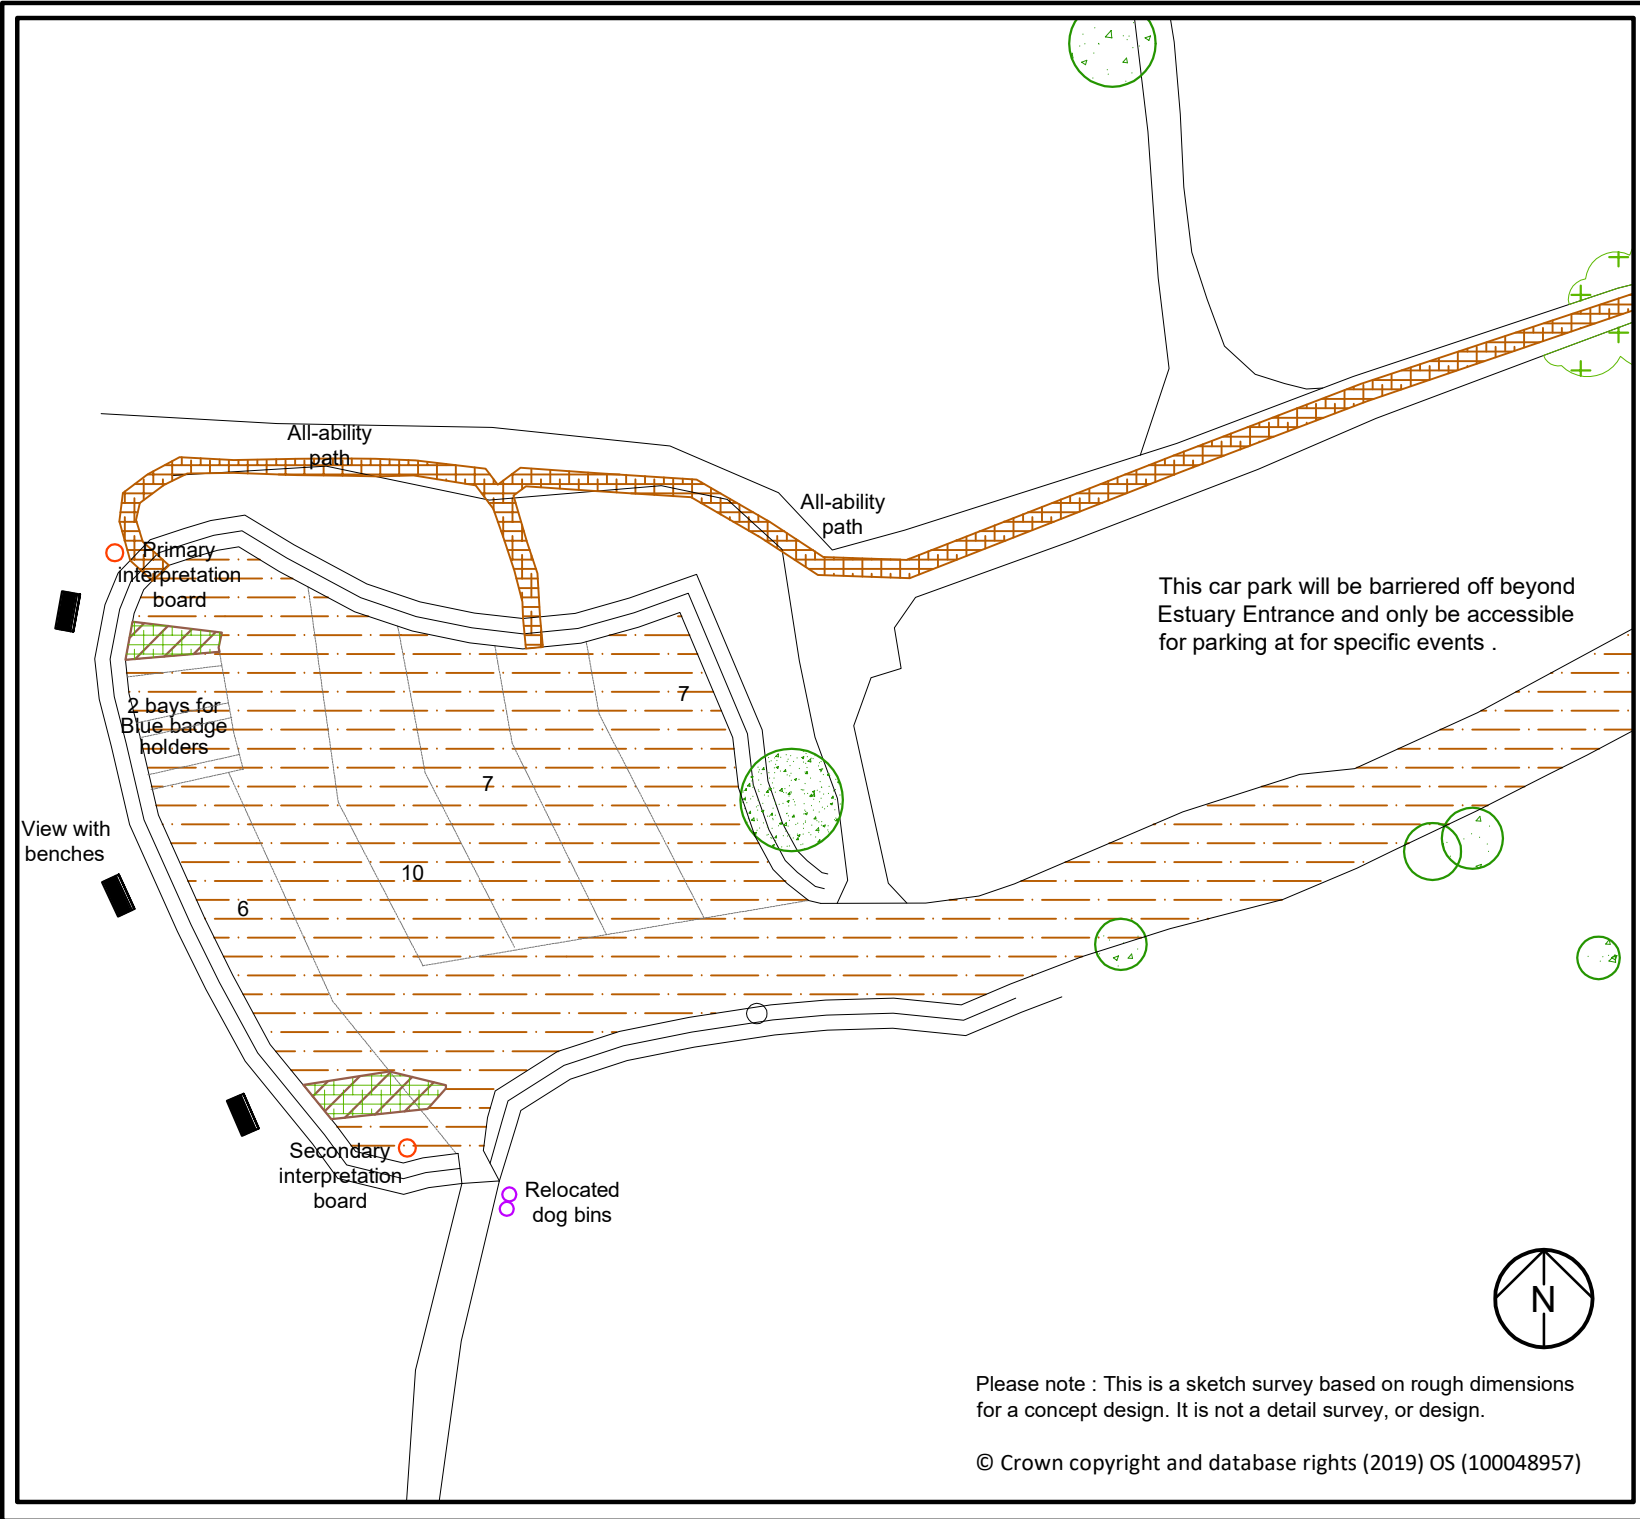 All-ability
path
All-ability
path
Primary
interpretation
board
This car park will be barriered off beyond
Estuary Entrance and only be accessible
for parking at for specific events .
7
2 bays for
Blue badge
holders
7
View with
benches
10
6
Secondary
interpretation
board
Relocated
dog bins
N
Please note : This is a sketch survey based on rough dimensions
for a concept design. It is not a detail survey, or design.
© Crown copyright and database rights (2019) OS (100048957)